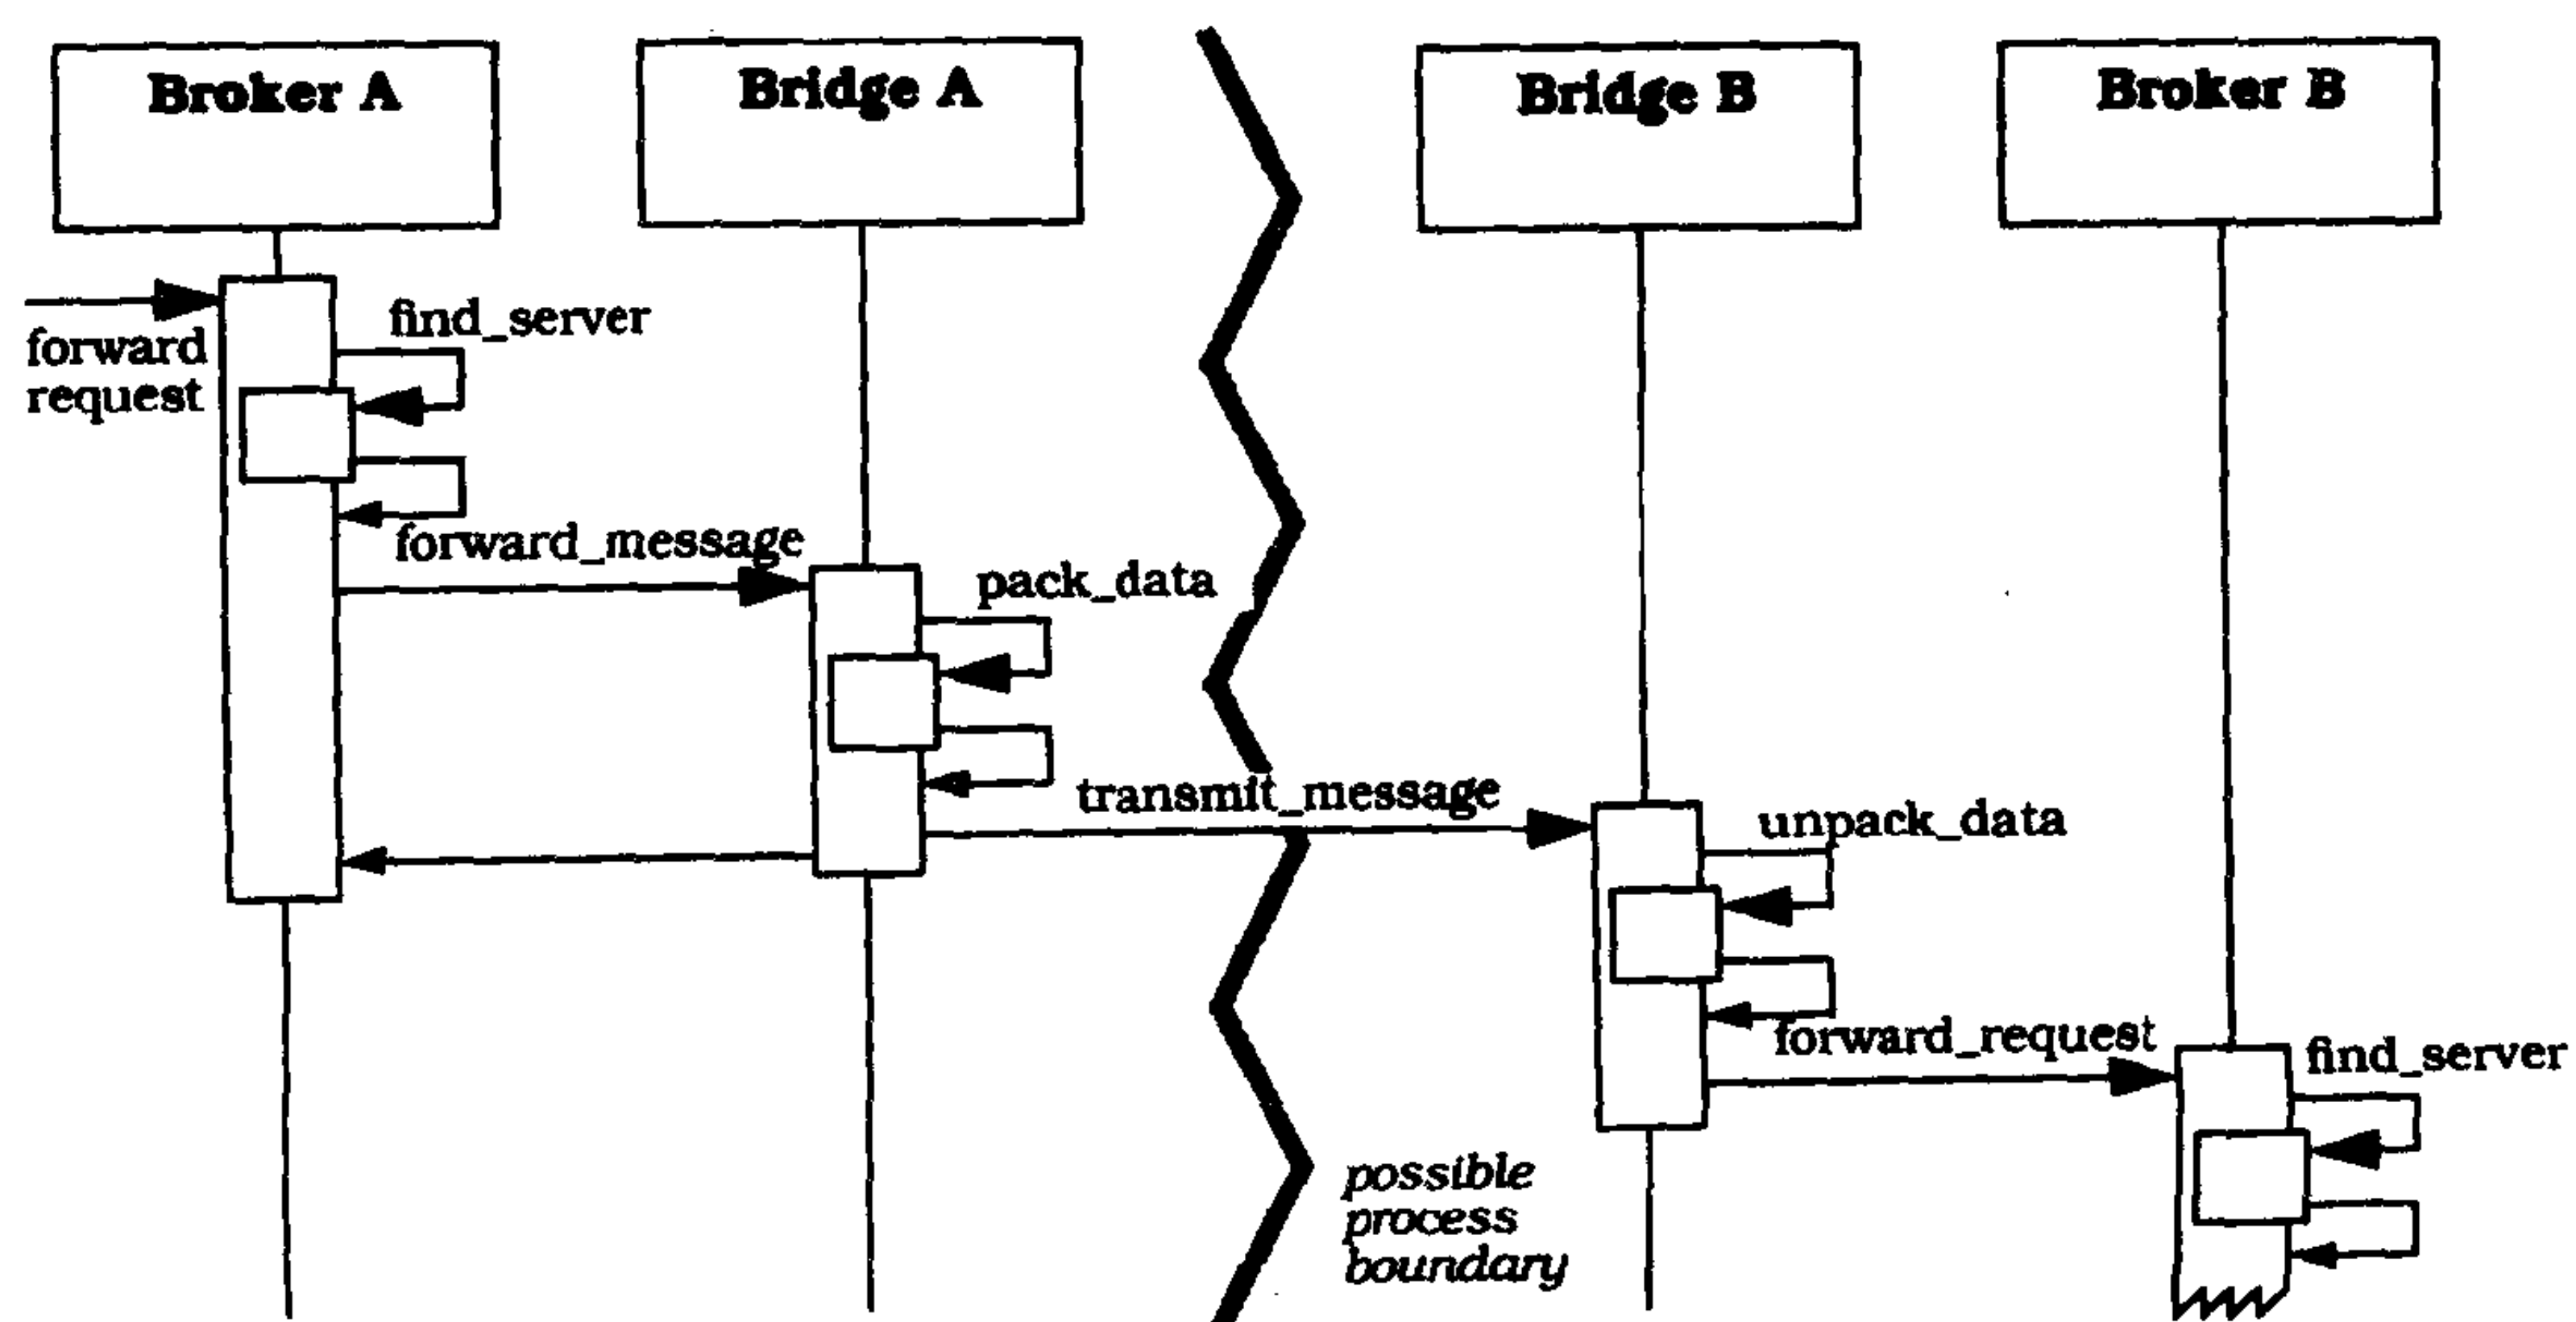 Broker A
Bridge A
Bridge B
Broker B
forward
request
find_server
forward_message
pack_data
transmit_message
unpack_data
forward_request
find_server
possible
process
boundary